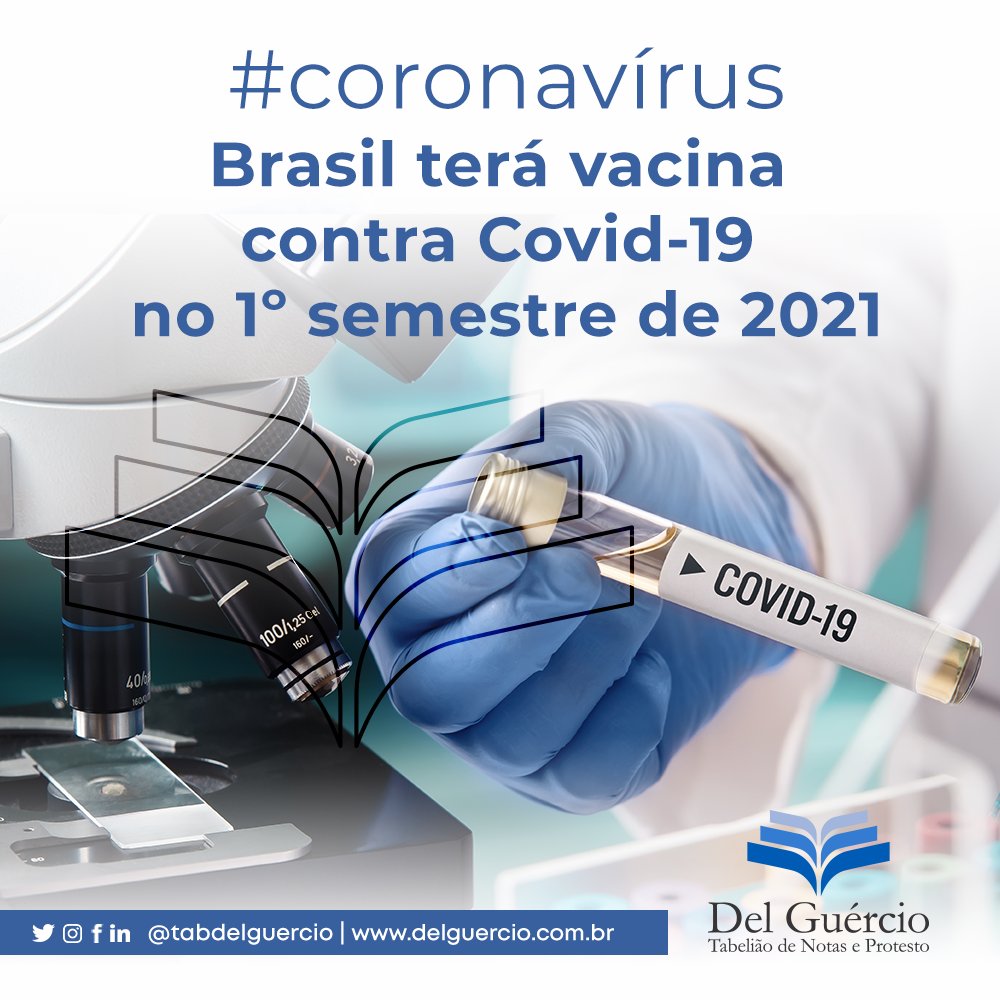 #coronavírus
Brasil terá vacina
contra Covid-19
no 1º semestre de 2021
100/1,25 Oel
160/-
40/0
COVID-19
Del Guércio
Tabelião de Notas e Protesto
@tabdelguercio | www.delguercio.com.br